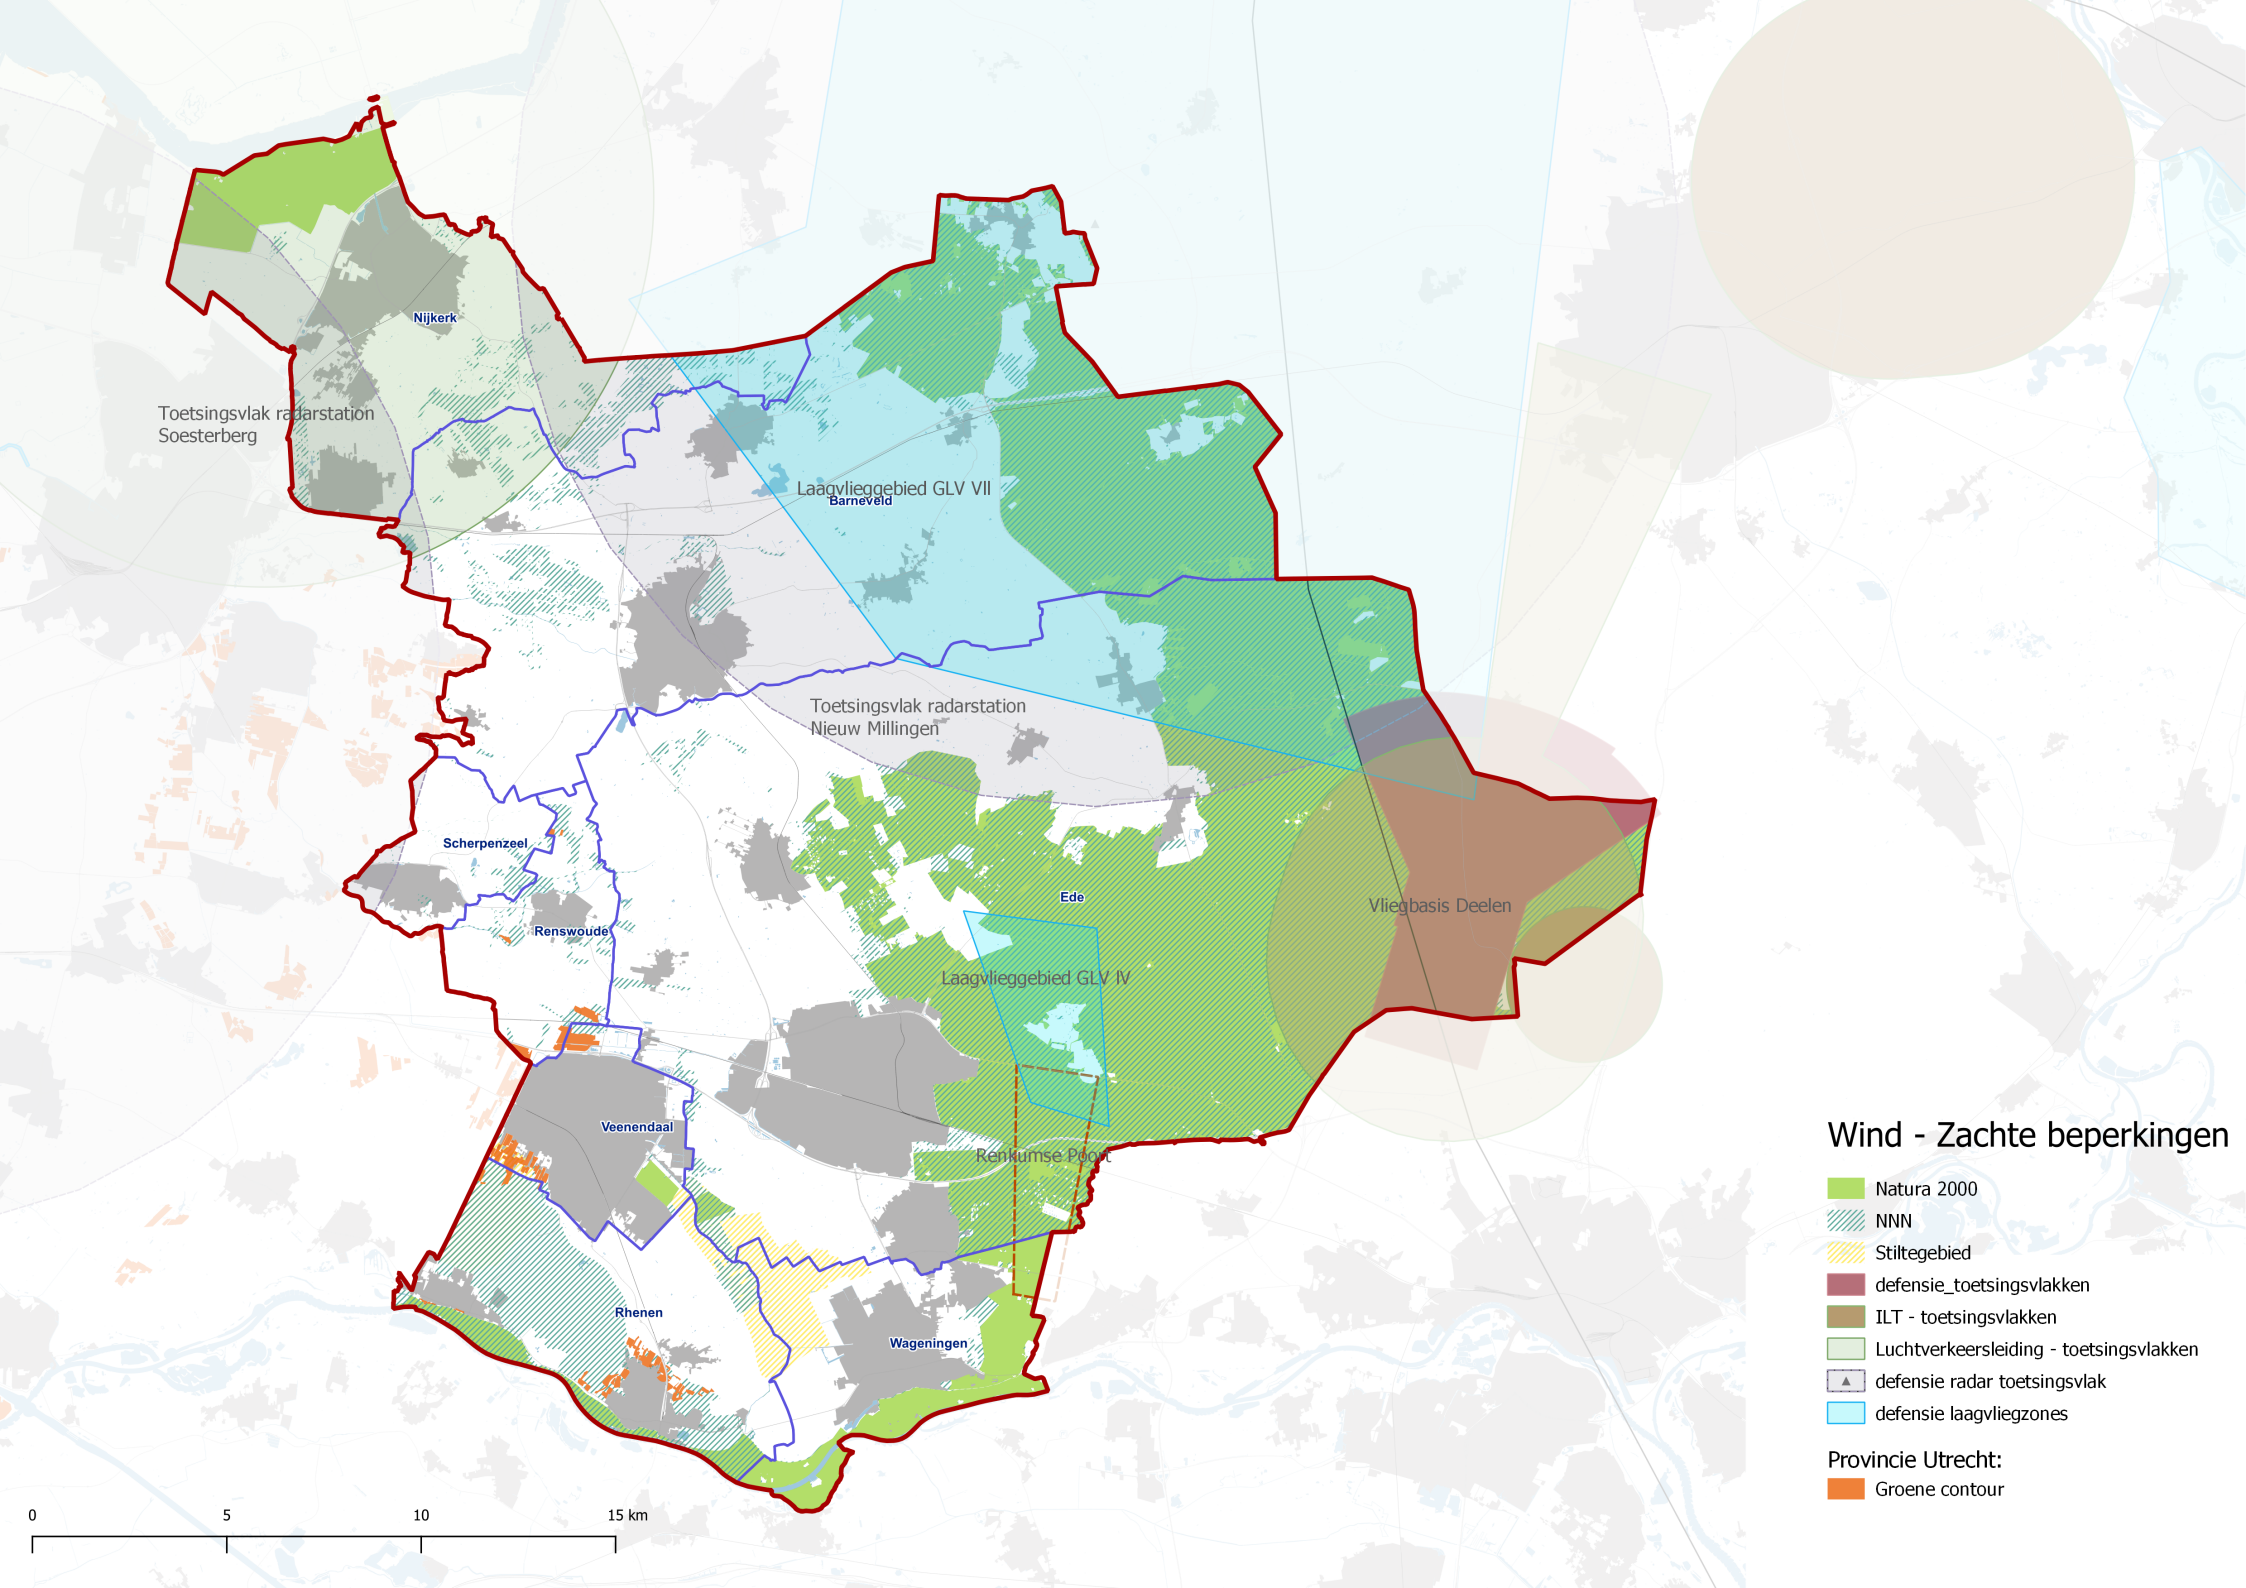 Nijkerk
Toetsingsvlak radarstation
Soesterberg
Laagvlieggebied GLV VII
Barneveld
Toetsingsvlak radarstation
Nieuw Millingen
Scherpenzeel
Ede
Vliegbasis Deelen
Renswoude
Laagvlieggebied GLV IV
Veenendaal
Renkumse Poort
Rhenen
Wageningen
Wind - Zachte beperkingen
Natura 2000
NNN
Stiltegebied
defensie_toetsingsvlakken
ILT - toetsingsvlakken
Luchtverkeersleiding - toetsingsvlakken
defensie radar toetsingsvlak
defensie laagvliegzones
Provincie Utrecht:
Groene contour
0 5 10 15 km